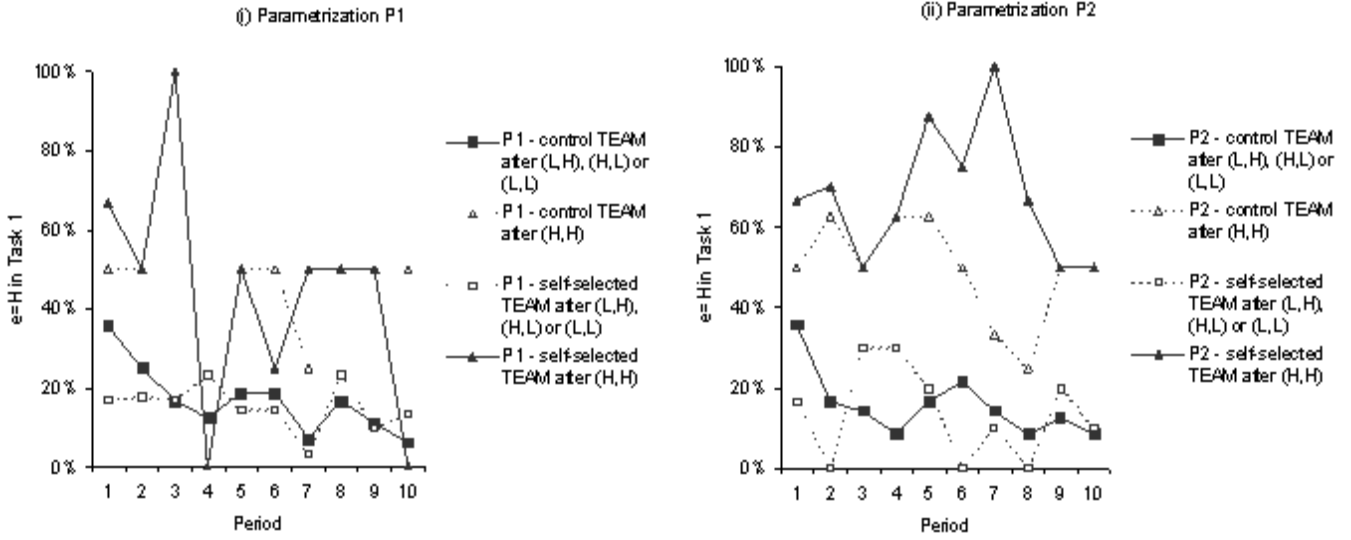 (i) Parametrization P1
100%
80%
60%
40%
20%
0%
e=H in Task 1
1 2 3 4 5 6 7 8 9 10
Period
P1 - control TEAM
after (L,H), (H,L) or
(L,L)
P1 - control TEAM
after (H,H)
P1 - self-selected
TEAM after (L,H),
(H,L) or (L,L)
P1 - self-selected
TEAM after (H,H)
(ii) Parametrization P2
100%
80%
60%
40%
20%
0%
e=H in Task 1
1 2 3 4 5 6 7 8 9 10
Period
P2 - control TEAM
after (L,H), (H,L) or
(L,L)
P2 - control TEAM
after (H,H)
P2 - self-selected
TEAM after (L,H),
(H,L) or (L,L)
P2 - self-selected
TEAM after (H,H)